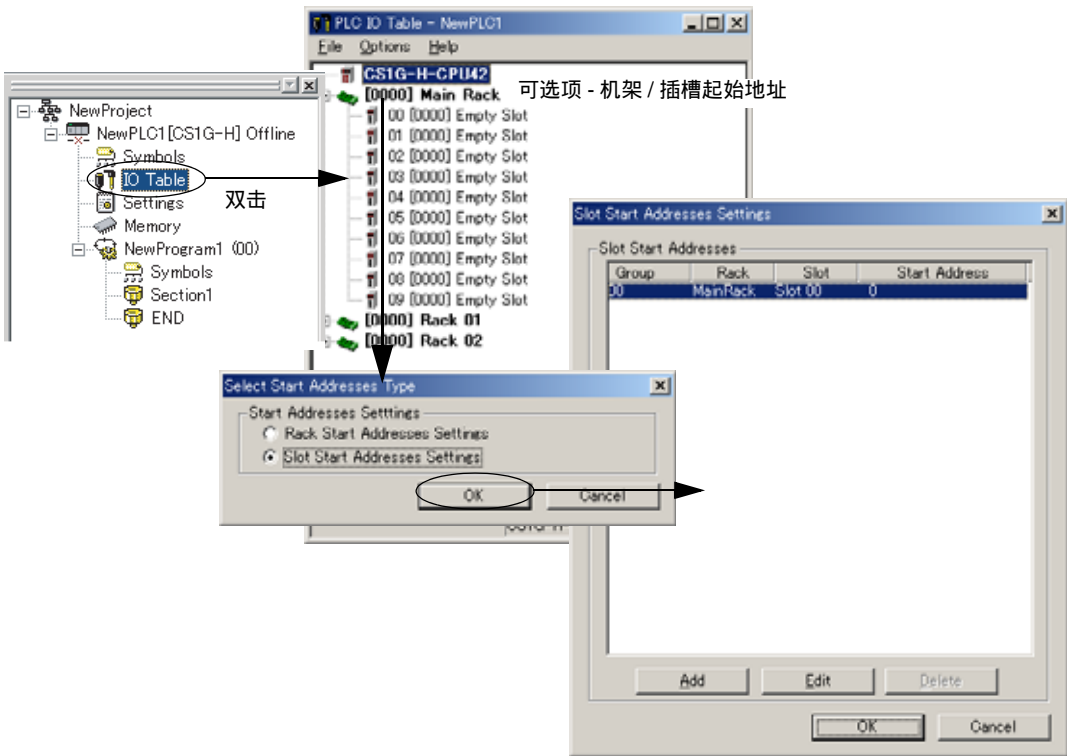 PLC IO Table - NewPLC1
File Options Help
CS1G-H-CPU42
[0000] Main Rack
可选项 - 机架 / 插槽起始地址
00 [0000] Empty Slot
01 [0000] Empty Slot
02 [0000] Empty Slot
03 [0000] Empty Slot
04 [0000] Empty Slot
05 [0000] Empty Slot
06 [0000] Empty Slot
07 [0000] Empty Slot
08 [0000] Empty Slot
09 [0000] Empty Slot
[0000] Rack 01
[0000] Rack 02
NewProject
NewPLC1[CS1G-H] Offline
Symbols
IO Table
双击
Settings
Memory
NewProgram1 (00)
Symbols
Section1
END
Select Start Addresses Type
Start Addresses Setttings
Rack Start Addresses Settings
Slot Start Addresses Settings
OK Cancel
Slot Start Addresses Settings
Slot Start Addresses
Group Rack Slot Start Address
00 MainRack Slot 00 0
Add Edit Delete
OK Cancel